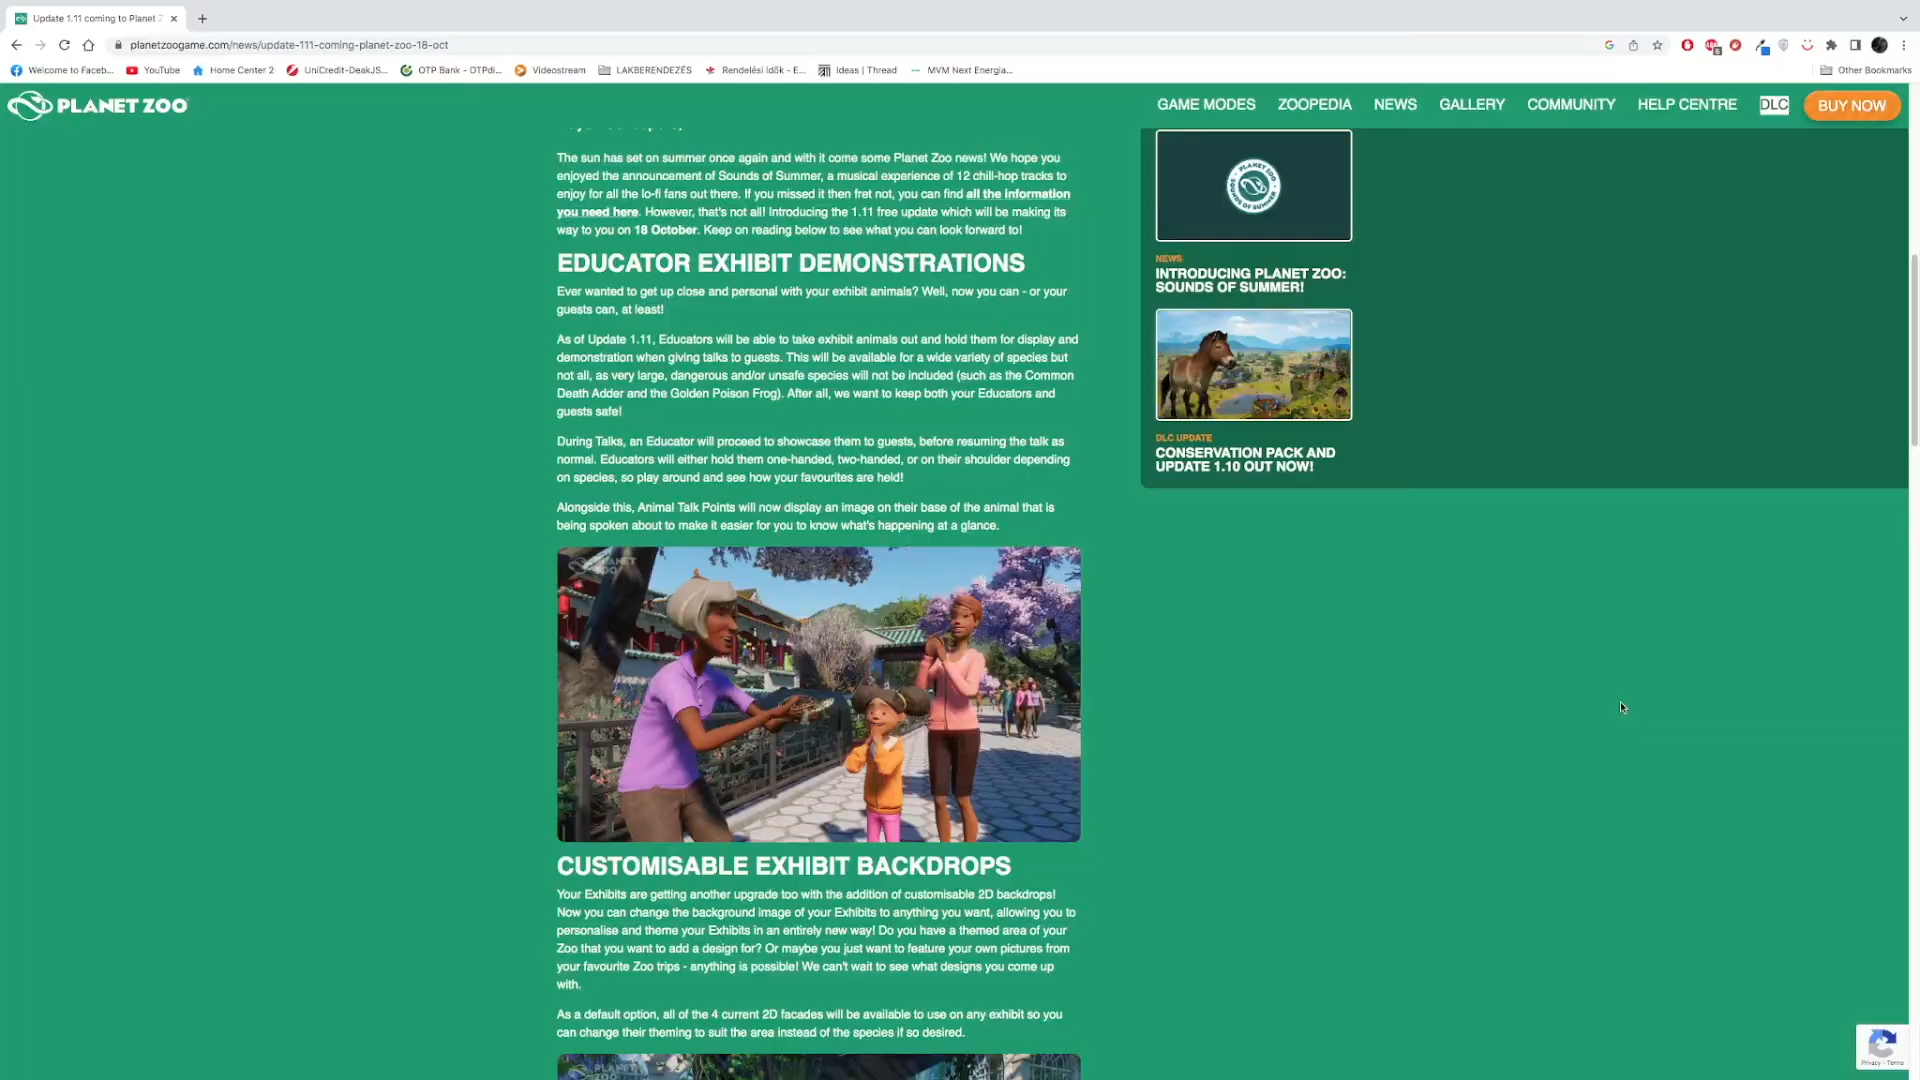 Update 1.11 coming to Planet Z
planetzoogame.com/news/update-111-coming-planet-zoo-18-oct
Welcome to Faceb... YouTube Home Center 2 UniCredit-DeakJS... OTP Bank - OTPdi... Videostream LAKBERENDEZÉS Rendelési Idők - E... Ideas | Thread MVM Next Energia... Other Bookmarks
PLANET ZOO GAME MODES ZOOPEDIA NEWS GALLERY COMMUNITY HELP CENTRE DLC BUY NOW
The sun has set on summer once again and with it come some Planet Zoo news! We hope you
enjoyed the announcement of Sounds of Summer, a musical experience of 12 chill-hop tracks to
enjoy for all the lo-fi fans out there. If you missed it then fret not, you can find all the information
you need here. However, that's not all! Introducing the 1.11 free update which will be making its
way to you on 18 October. Keep on reading below to see what you can look forward to!
EDUCATOR EXHIBIT DEMONSTRATIONS
Ever wanted to get up close and personal with your exhibit animals? Well, now you can - or your
guests can, at least!
As of Update 1.11, Educators will be able to take exhibit animals out and hold them for display and
demonstration when giving talks to guests. This will be available for a wide variety of species but
not all, as very large, dangerous and/or unsafe species will not be included (such as the Common
Death Adder and the Golden Poison Frog). After all, we want to keep both your Educators and
guests safe!
During Talks, an Educator will proceed to showcase them to guests, before resuming the talk as
normal. Educators will either hold them one-handed, two-handed, or on their shoulder depending
on species, so play around and see how your favourites are held!
Alongside this, Animal Talk Points will now display an image on their base of the animal that is
being spoken about to make it easier for you to know what's happening at a glance.
PLANET
ZOO
CUSTOMISABLE EXHIBIT BACKDROPS
Your Exhibits are getting another upgrade too with the addition of customisable 2D backdrops!
Now you can change the background image of your Exhibits to anything you want, allowing you to
personalise and theme your Exhibits in an entirely new way! Do you have a themed area of your
Zoo that you want to add a design for? Or maybe you just want to feature your own pictures from
your favourite Zoo trips - anything is possible! We can't wait to see what designs you come up
with.
As a default option, all of the 4 current 2D facades will be available to use on any exhibit so you
can change their theming to suit the area instead of the species if so desired.
PLANET
ZOO
PLANET ZOO
SOUNDS OF SUMMER
NEWS
INTRODUCING PLANET ZOO:
SOUNDS OF SUMMER!
DLC UPDATE
CONSERVATION PACK AND
UPDATE 1.10 OUT NOW!
Privacy - Terms